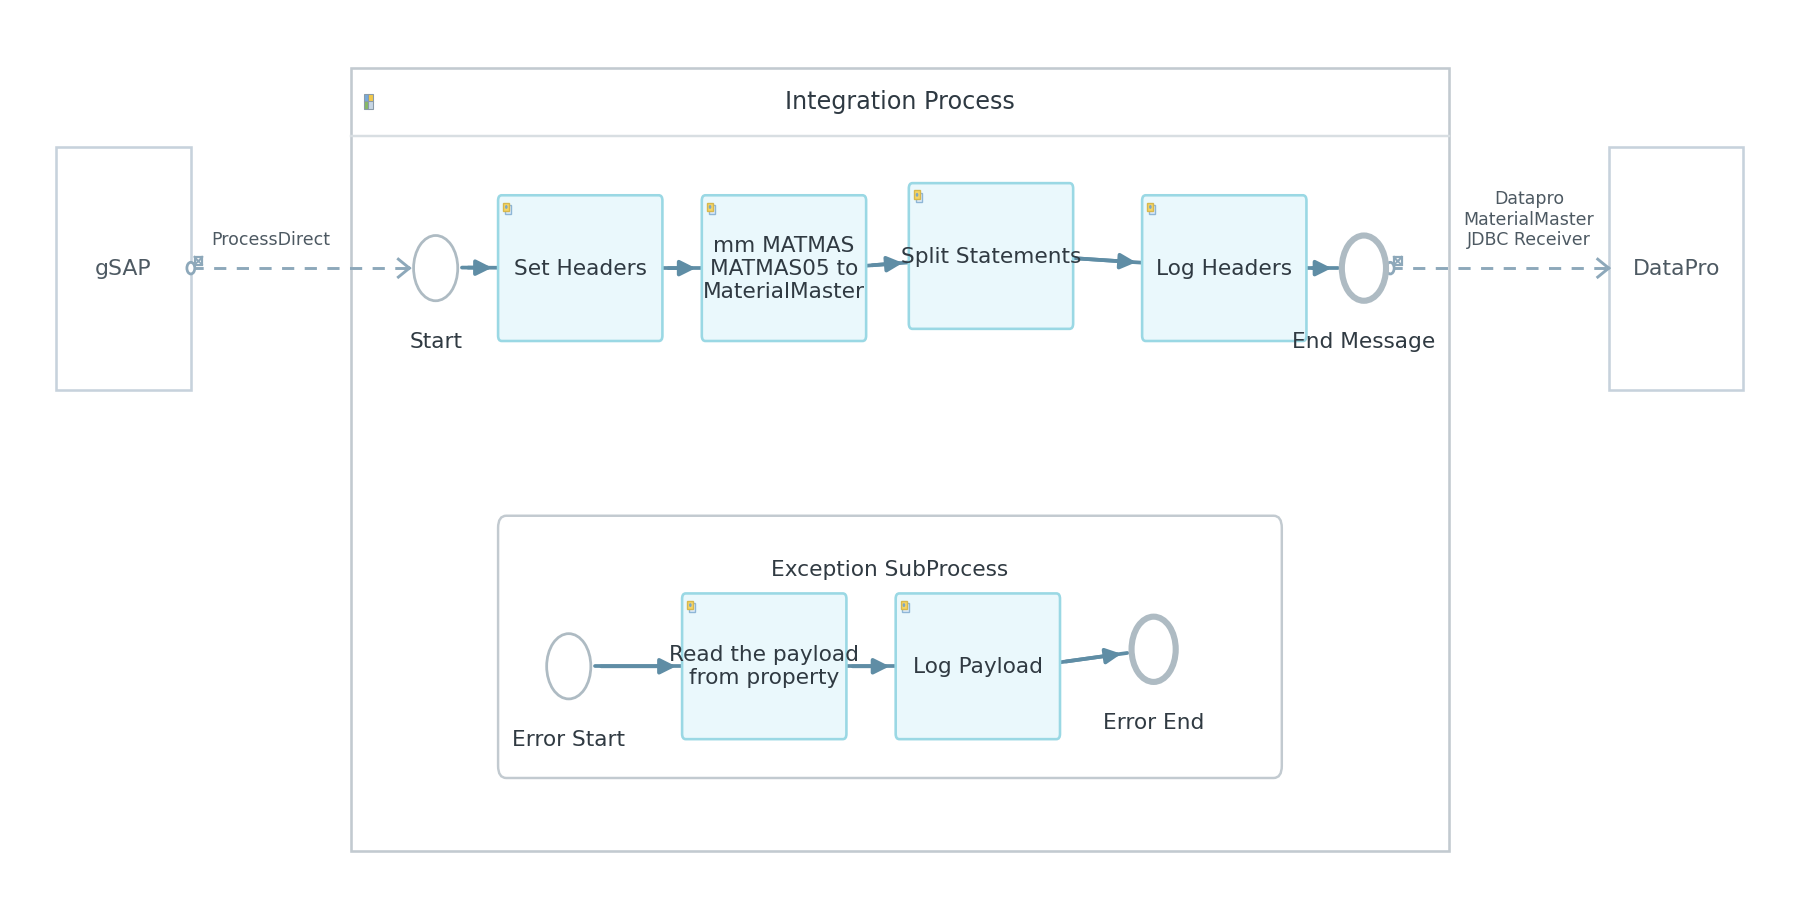 Integration Process
gSAP
ProcessDirect
Start
Set Headers
mm MATMAS
MATMAS05 to
MaterialMaster
Split Statements
Log Headers
End Message
Datapro
MaterialMaster
JDBC Receiver
DataPro
Exception SubProcess
Error Start
Read the payload
from property
Log Payload
Error End